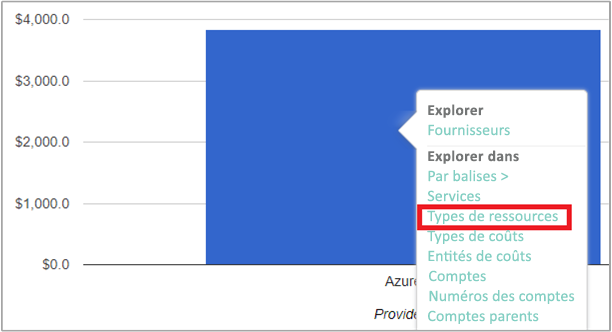 $4,000.0
$3,000.0
$2,000.0
$1,000.0
$0.0
Explorer
Fournisseurs
Explorer dans
Par balises >
Services
Types de ressources
Types de coûts
Entités de coûts
Comptes
Numéros des comptes
Comptes parents
Azure